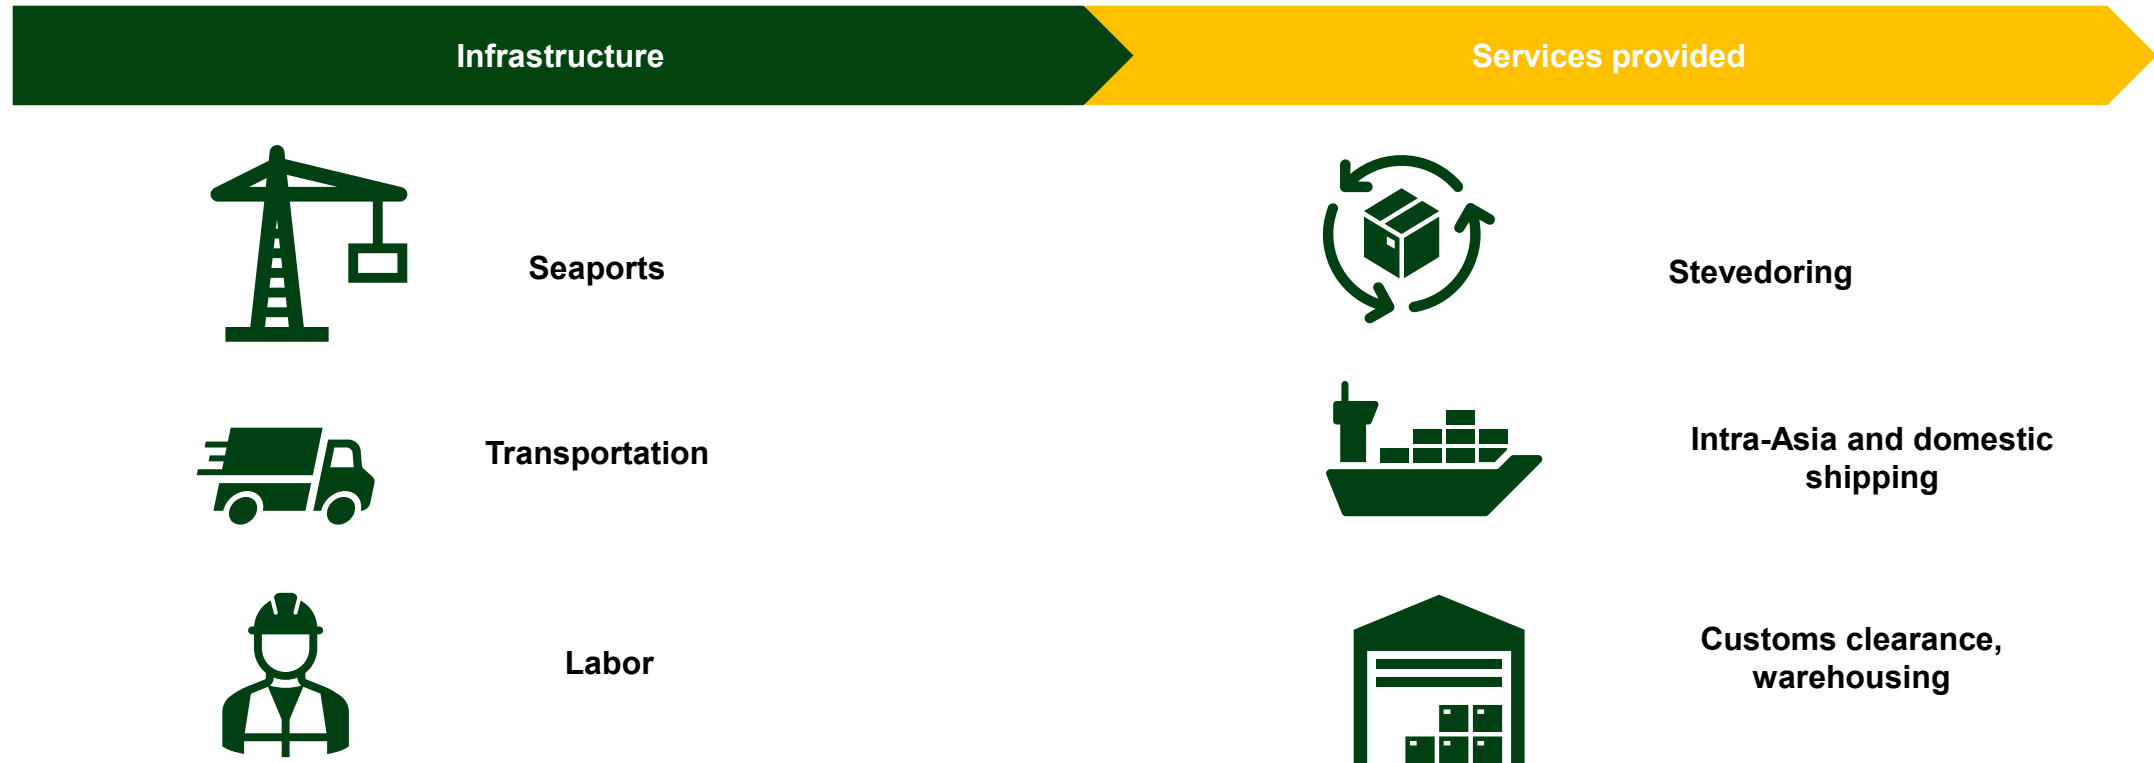 Infrastructure
Services provided
Seaports
Stevedoring
Transportation
Intra-Asia and domestic
shipping
Labor
Customs clearance,
warehousing